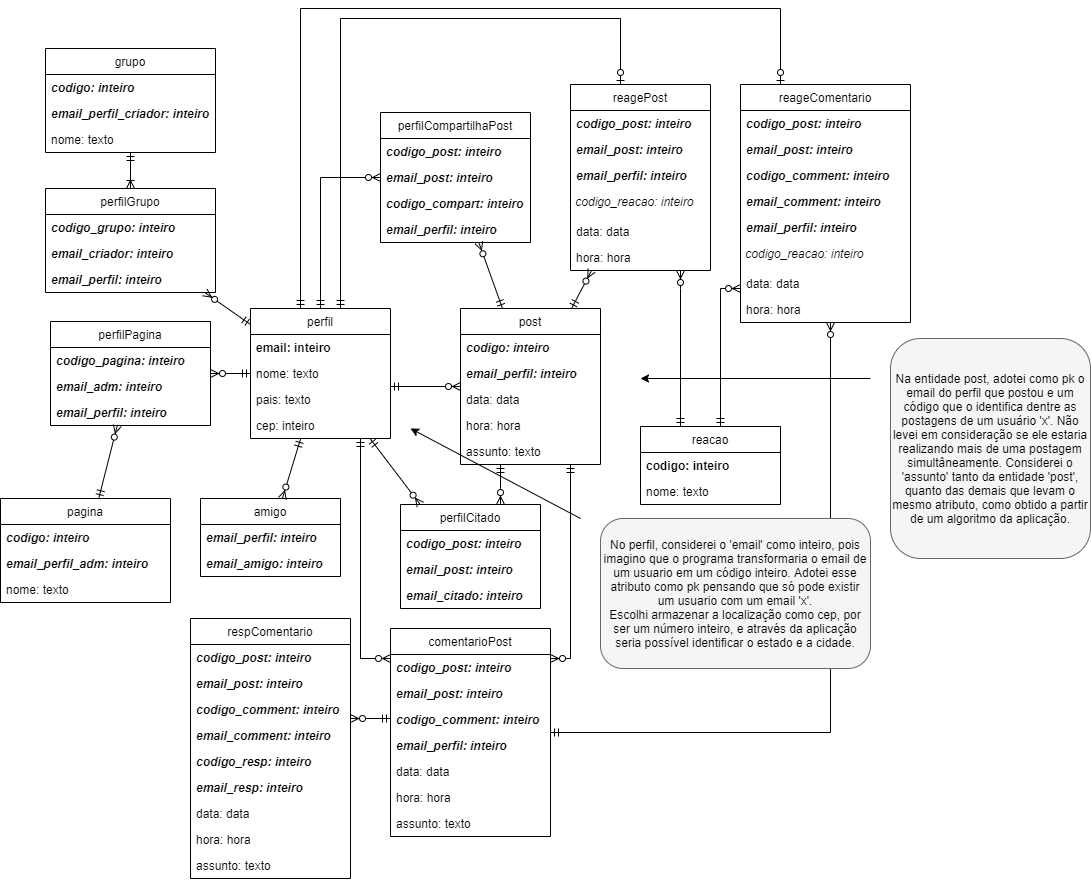 grupo
codigo: inteiro
email_perfil_criador: inteiro
nome: texto
perfilGrupo
codigo_grupo: inteiro
email_criador: inteiro
email_perfil: inteiro
perfilPagina
codigo_pagina: inteiro
email_adm: inteiro
email_perfil: inteiro
pagina
codigo: inteiro
email_perfil_adm: inteiro
nome: texto
perfil
email: inteiro
nome: texto
pais: texto
cep: inteiro
amigo
email_perfil: inteiro
email_amigo: inteiro
perfilCompartilhaPost
codigo_post: inteiro
email_post: inteiro
codigo_compart: inteiro
email_perfil: inteiro
post
codigo: inteiro
email_perfil: inteiro
data: data
hora: hora
assunto: texto
perfilCitado
codigo_post: inteiro
email_post: inteiro
email_citado: inteiro
respComentario
codigo_post: inteiro
email_post: inteiro
codigo_comment: inteiro
email_comment: inteiro
codigo_resp: inteiro
email_resp: inteiro
data: data
hora: hora
assunto: texto
comentarioPost
codigo_post: inteiro
email_post: inteiro
codigo_comment: inteiro
email_perfil: inteiro
data: data
hora: hora
assunto: texto
reagePost
codigo_post: inteiro
email_post: inteiro
email_perfil: inteiro
codigo_reacao: inteiro
data: data
hora: hora
reageComentario
codigo_post: inteiro
email_post: inteiro
codigo_comment: inteiro
email_comment: inteiro
email_perfil: inteiro
codigo_reacao: inteiro
data: data
hora: hora
reacao
codigo: inteiro
nome: texto
Na entidade post, adotei como pk o
email do perfil que postou e um
código que o identifica dentre as
postagens de um usuário 'x'. Não
levei em consideração se ele estaria
realizando mais de uma postagem
simultâneamente. Considerei o
'assunto' tanto da entidade 'post',
quanto das demais que levam o
mesmo atributo, como obtido a partir
de um algoritmo da aplicação.
No perfil, considerei o 'email' como inteiro, pois
imagino que o programa transformaria o email de
um usuario em um código inteiro. Adotei esse
atributo como pk pensando que só pode existir
um usuario com um email 'x'.
Escolhi armazenar a localização como cep, por
ser um número inteiro, e através da aplicação
seria possível identificar o estado e a cidade.